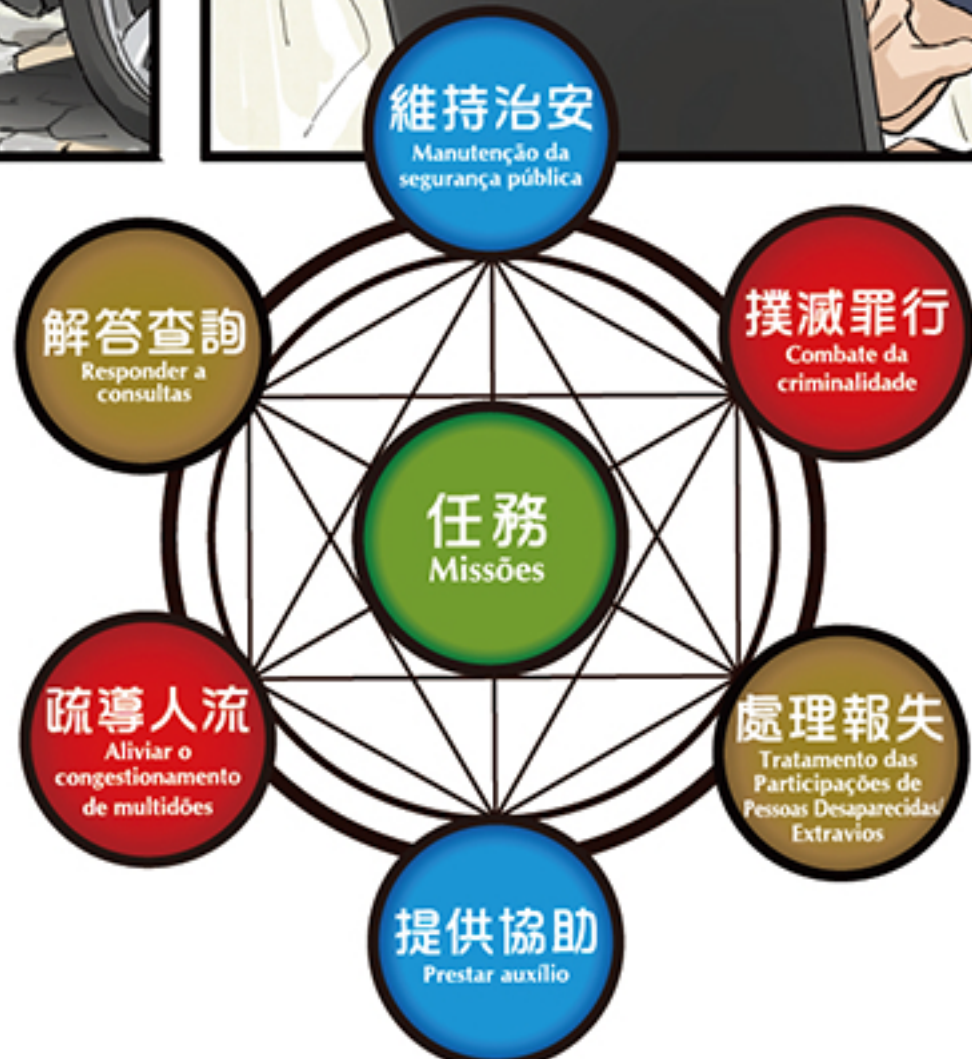 維持治安
Manutenção da
segurança pública
解答查詢
Responder a
consultas
撲滅罪行
Combate da
criminalidade
任務
Missões
疏導人流
Aliviar o
congestionamento
de multidões
處理報失
Tratamento das
Participações de
Pessoas Desaparecidas/
Extravios
提供協助
Prestar auxílio